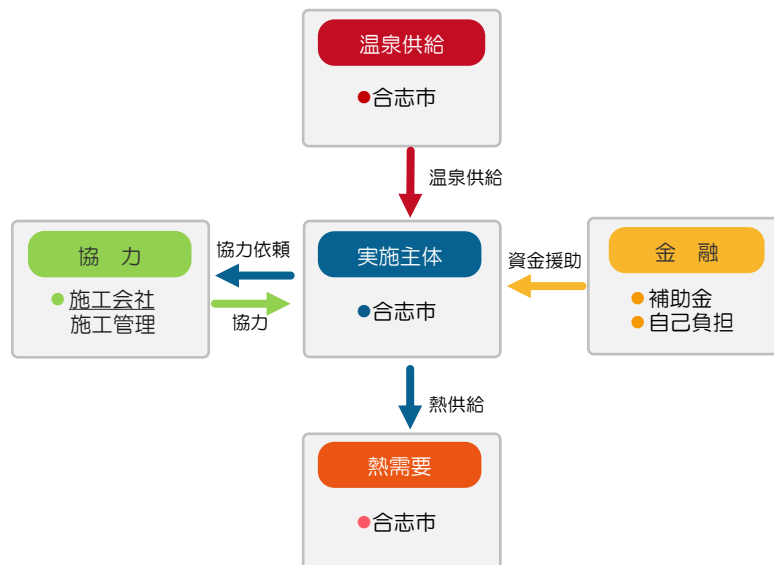 温泉供給
●合志市
温泉供給
協　力
●施工会社
施工管理
協力依頼
協力
実施主体
●合志市
資金援助
金　融
●補助金
●自己負担
熱供給
熱需要
●合志市